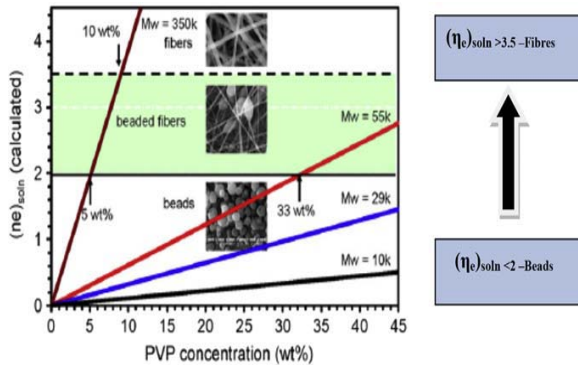 4
3
2
1
0
0 5 10 15 20 25 30 35 40 45
(ne)soln (calculated)
PVP concentration (wt%)
10 wt%
Mw = 350k
fibers
beaded fibers
Mw = 55k
beads
5 wt%
33 wt%
Mw = 29k
Mw = 10k
(ηe)soln >3.5 –Fibres
(ηe)soln <2 –Beads